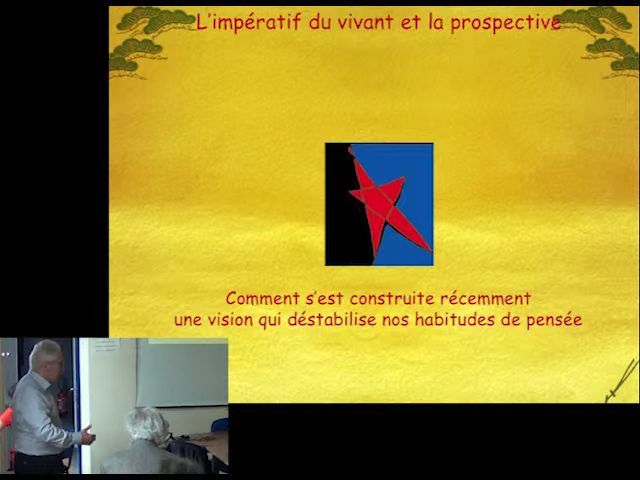 L'impératif du vivant et la prospective
Comment s'est construite récemment
une vision qui déstabilise nos habitudes de pensée